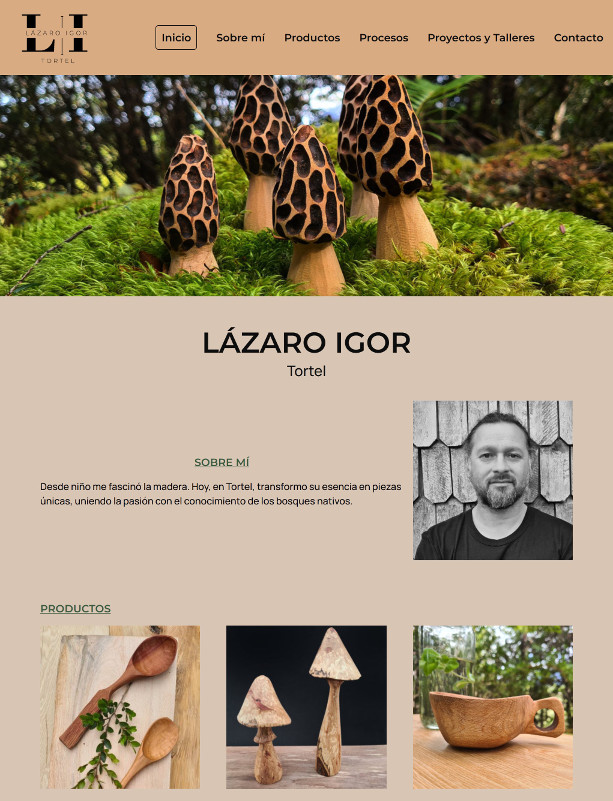 LI
LÁZARO IGOR
TORTEL
Inicio Sobre mí Productos Procesos Proyectos y Talleres Contacto
LÁZARO IGOR
Tortel
SOBRE MÍ
Desde niño me fascinó la madera. Hoy, en Tortel, transformo su esencia en piezas
únicas, uniendo la pasión con el conocimiento de los bosques nativos.
PRODUCTOS